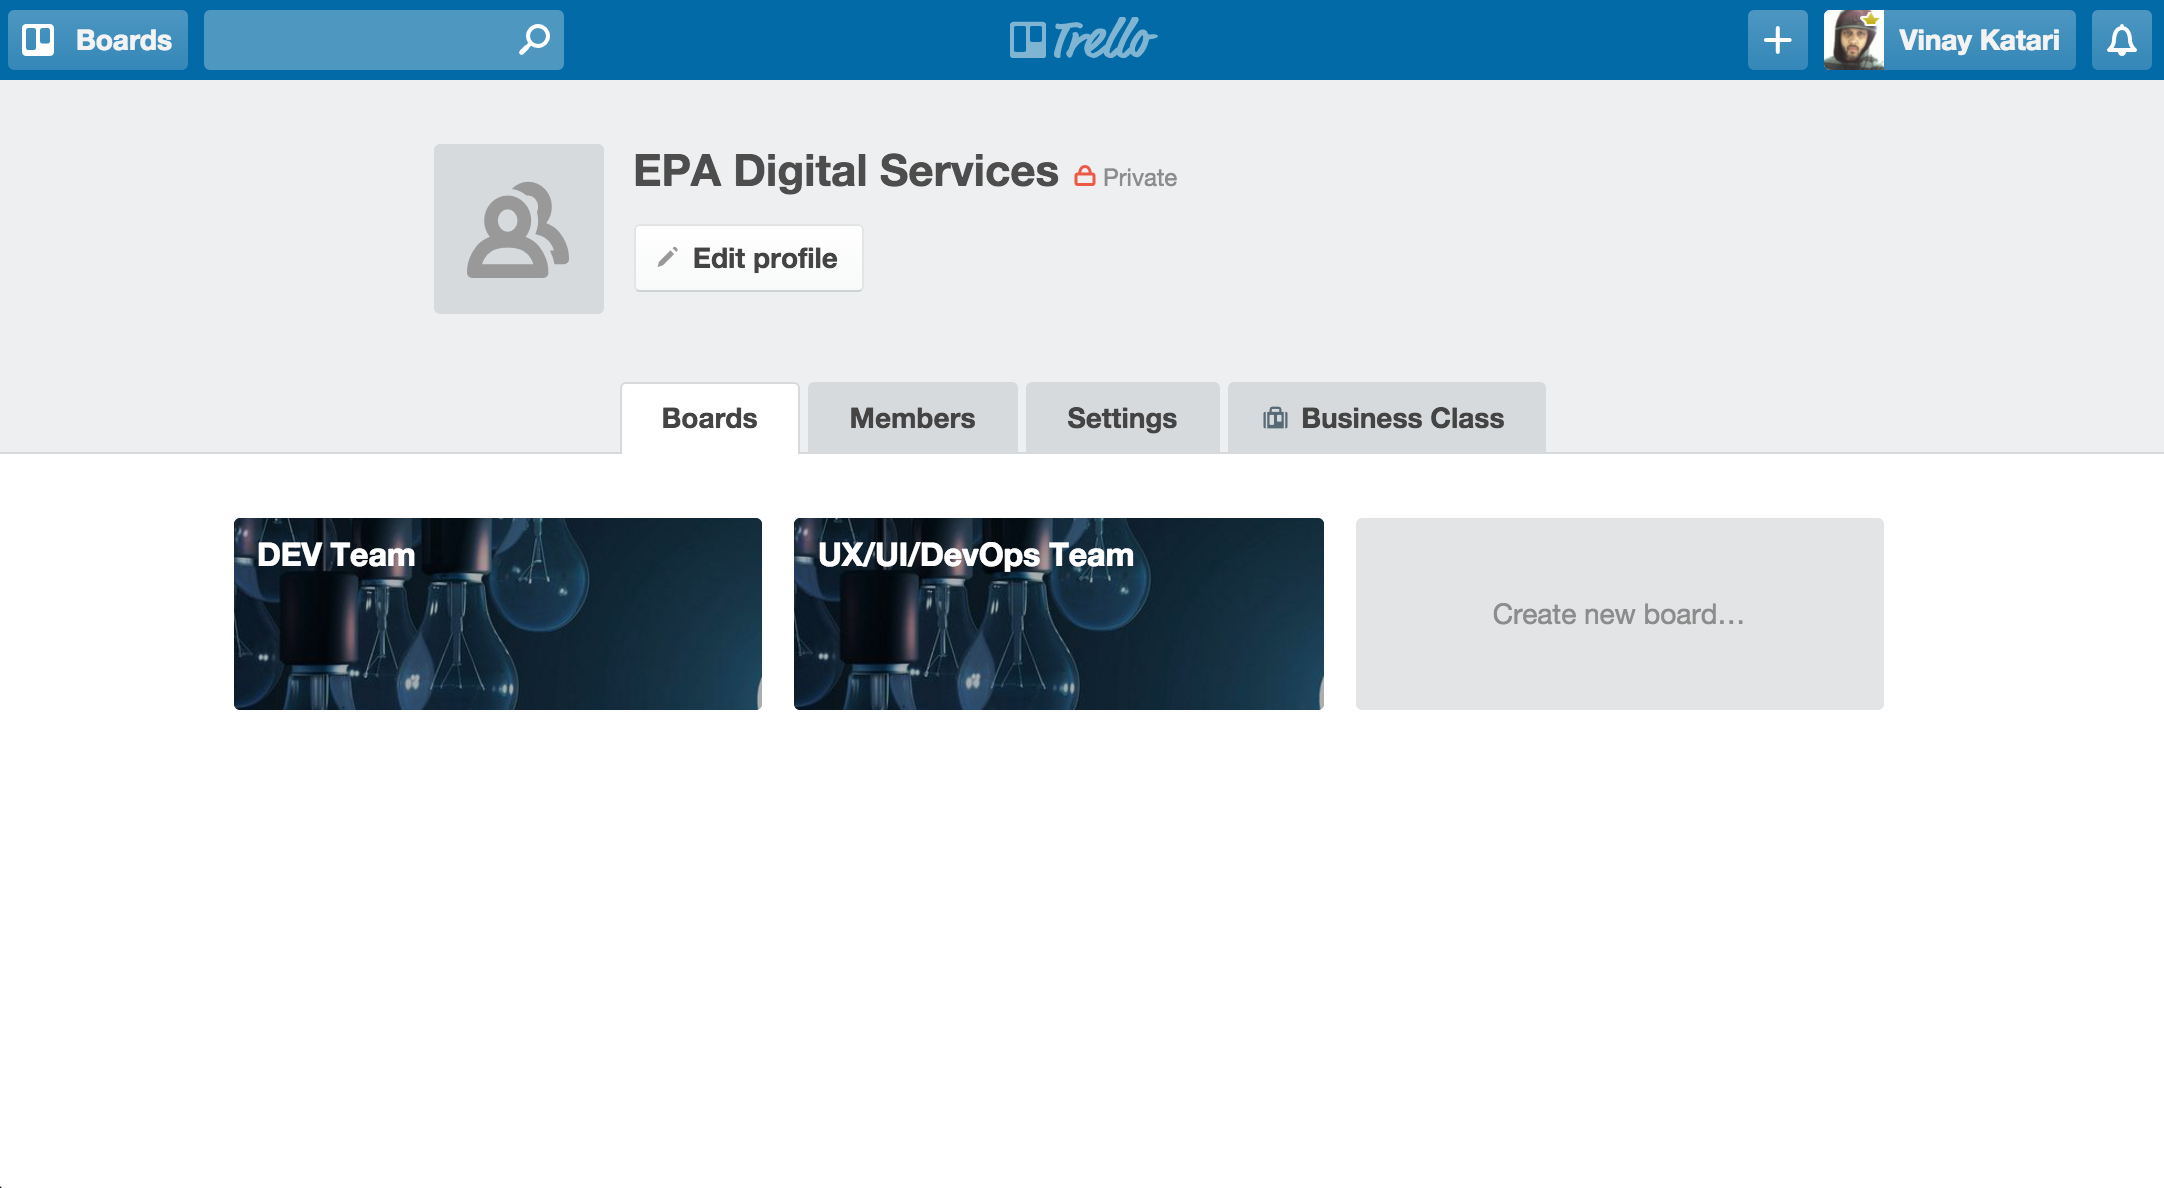 Boards
Trello
Vinay Katari
EPA Digital Services
Private
Edit profile
Boards
Members
Settings
Business Class
DEV Team
UX/UI/DevOps Team
Create new board…